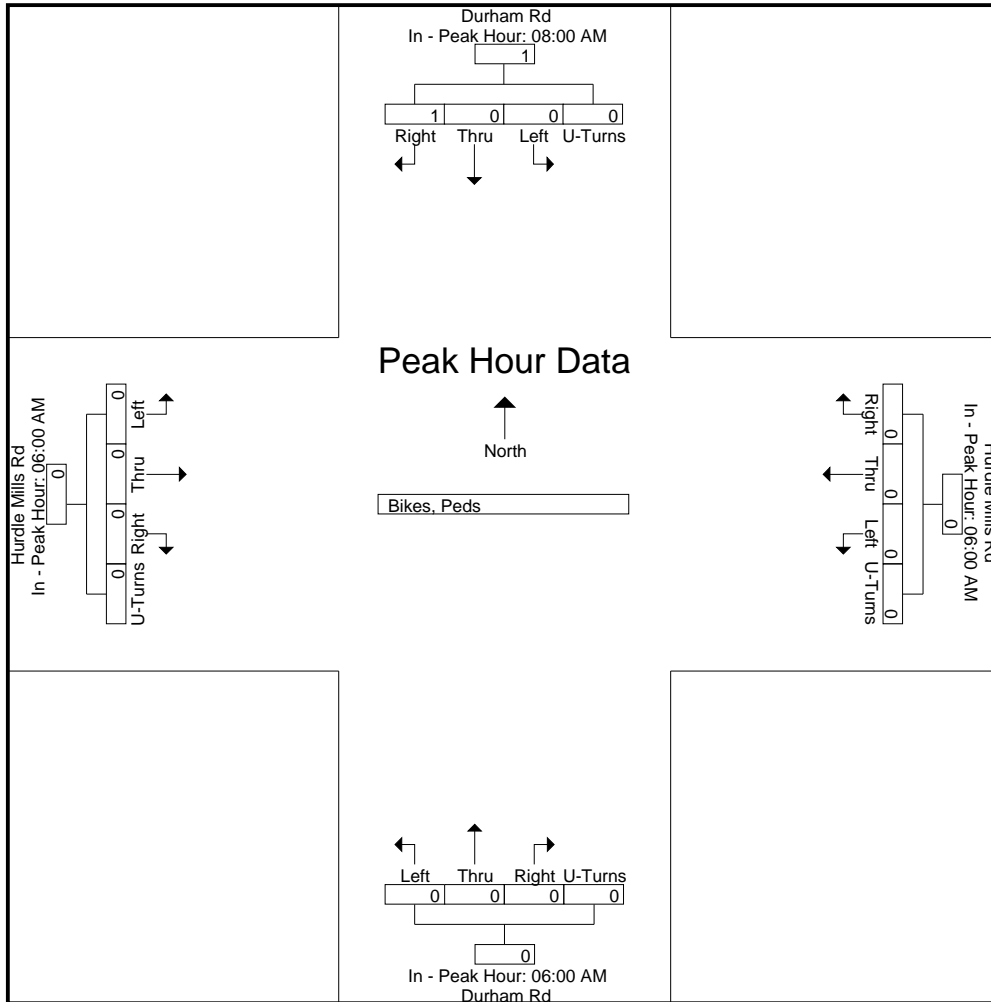 Durham Rd
In - Peak Hour: 08:00 AM
1
1 0 0 0
Right Thru Left U-Turns
Peak Hour Data
North
Bikes, Peds
Hurdle Mills Rd
In - Peak Hour: 06:00 AM
0
0 0 0 0
Left Thru Right U-Turns
Hurdle Mills Rd
In - Peak Hour: 06:00 AM
0
0 0 0 0
Right Thru Left U-Turns
Left Thru Right U-Turns
0 0 0 0
0
In - Peak Hour: 06:00 AM
Durham Rd